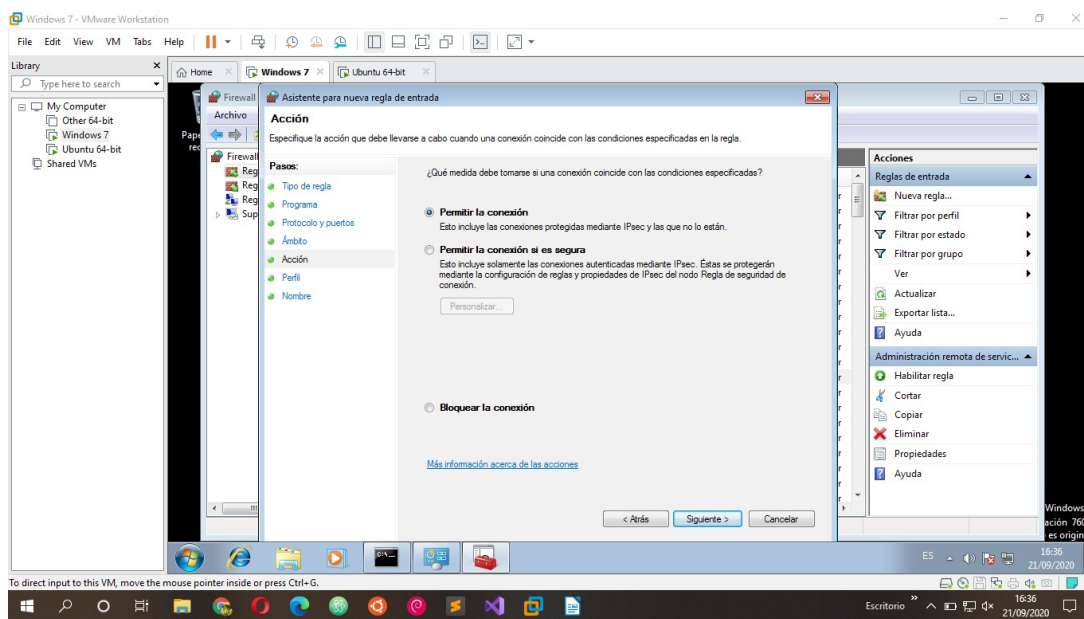 Windows 7 - VMware Workstation
File Edit View VM Tabs Help
Library
Type here to search
My Computer
Other 64-bit
Windows 7
Ubuntu 64-bit
Shared VMs
Home
Windows 7
Ubuntu 64-bit
Firewall
Archivo
Firewall
Reg
Reg
Reg
Sup
Asistente para nueva regla de entrada
Acción
Especifique la acción que debe llevarse a cabo cuando una conexión coincide con las condiciones especificadas en la regla.
Pasos:
Tipo de regla
Programa
Protocolo y puertos
Ámbito
Acción
Perfil
Nombre
¿Qué medida debe tomarse si una conexión coincide con las condiciones especificadas?
Permitir la conexión
Esto incluye las conexiones protegidas mediante IPsec y las que no lo están.
Permitir la conexión si es segura
Esto incluye solamente las conexiones autenticadas mediante IPsec. Éstas se protegerán
mediante la configuración de reglas y propiedades de IPsec del nodo Regla de seguridad de
conexión.
Personalizar...
Bloquear la conexión
Más información acerca de las acciones
< Atrás
Siguiente >
Cancelar
Acciones
Reglas de entrada
Nueva regla...
Filtrar por perfil
Filtrar por estado
Filtrar por grupo
Ver
Actualizar
Exportar lista...
Ayuda
Administración remota de servic...
Habilitar regla
Cortar
Copiar
Eliminar
Propiedades
Ayuda
Windows
ación 760
es origin
ES
16:36
21/09/2020
To direct input to this VM, move the mouse pointer inside or press Ctrl+G.
Escritorio
16:36
21/09/2020